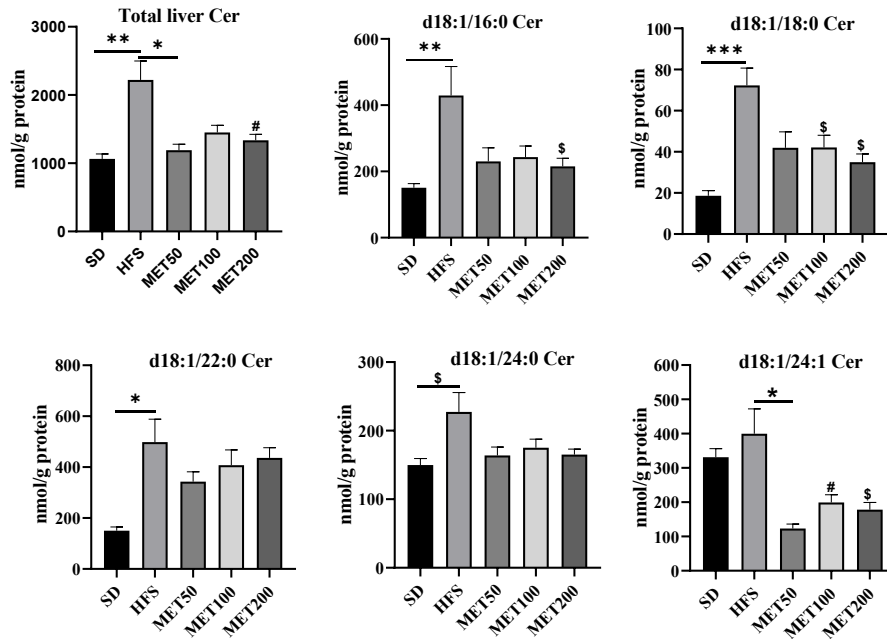 Total liver Cer
nmol/g protein
3000
2000
1000
0
**
*
#
SD
HFS
MET50
MET100
MET200
d18:1/16:0 Cer
nmol/g protein
600
400
200
0
**
$
SD
HFS
MET50
MET100
MET200
d18:1/18:0 Cer
nmol/g protein
100
80
60
40
20
0
***
$
$
SD
HFS
MET50
MET100
MET200
d18:1/22:0 Cer
nmol/g protein
800
600
400
200
0
*
SD
HFS
MET50
MET100
MET200
d18:1/24:0 Cer
nmol/g protein
300
200
100
0
$
SD
HFS
MET50
MET100
MET200
d18:1/24:1 Cer
nmol/g protein
600
500
400
300
200
100
0
*
#
$
SD
HFS
MET50
MET100
MET200